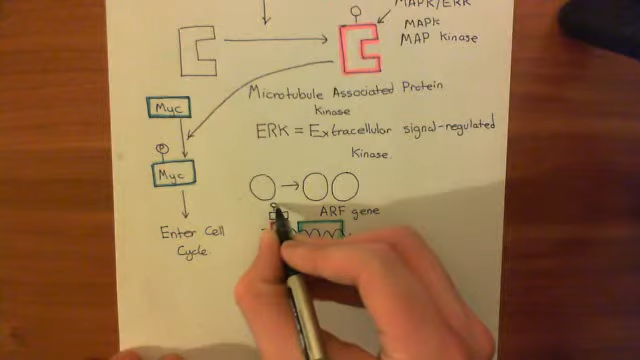 MAPK/ERK
MAPK
MAP Kinase
Microtubule Associated Protein
Kinase
Myc
ERK = Extracellular signal-regulated
Kinase.
P
Myc
ARF gene
Enter Cell
Cycle.